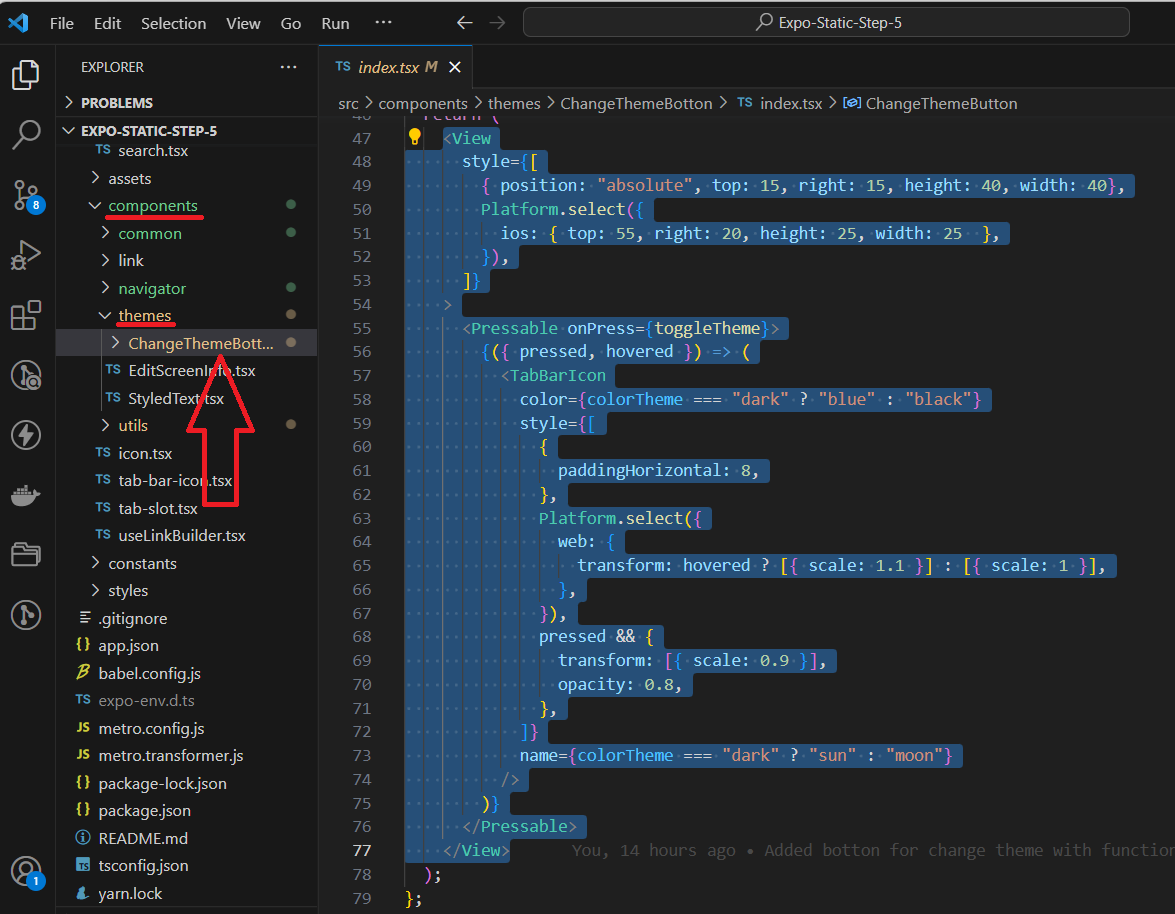 File Edit Selection View Go Run ···
Expo-Static-Step-5
EXPLORER ···
PROBLEMS
EXPO-STATIC-STEP-5
TS search.tsx
assets
components
common
link
navigator
themes
ChangeThemeBott...
TS EditScreenInfo.tsx
TS StyledText.tsx
utils
TS icon.tsx
TS tab-bar-icon.tsx
TS tab-slot.tsx
TS useLinkBuilder.tsx
constants
styles
.gitignore
{} app.json
babel.config.js
TS expo-env.d.ts
JS metro.config.js
JS metro.transformer.js
{} package-lock.json
{} package.json
README.md
TS tsconfig.json
yarn.lock
8
1
TS index.tsx M
src > components > themes > ChangeThemeBotton > TS index.tsx > ChangeThemeButton
46 return (
47 <View
48 style={[
49 { position: "absolute", top: 15, right: 15, height: 40, width: 40},
50 Platform.select({
51 ios: { top: 55, right: 20, height: 25, width: 25  },
52 }),
53 ]}
54 >
55 <Pressable onPress={toggleTheme}>
56 {({ pressed, hovered }) => (
57 <TabBarIcon
58 color={colorTheme === "dark" ? "blue" : "black"}
59 style={[
60 {
61 paddingHorizontal: 8,
62 },
63 Platform.select({
64 web: {
65 transform: hovered ? [{ scale: 1.1 }] : [{ scale: 1 }],
66 },
67 }),
68 pressed && {
69 transform: [{ scale: 0.9 }],
70 opacity: 0.8,
71 },
72 ]}
73 name={colorTheme === "dark" ? "sun" : "moon"}
74 />
75 )}
76 </Pressable>
77 </View> You, 14 hours ago • Added botton for change theme with function
78 );
79 };